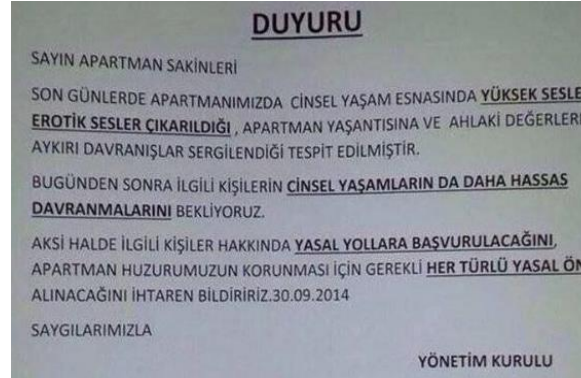 DUYURU
SAYIN APARTMAN SAKİNLERİ
SON GÜNLERDE APARTMANIMIZDA CİNSEL YAŞAM ESNASINDA YÜKSEK SESLE
EROTİK SESLER ÇIKARILDIĞI , APARTMAN YAŞANTISINA VE AHLAKİ DEĞERLER
AYKIRI DAVRANIŞLAR SERGİLENDİĞİ TESPİT EDİLMİŞTİR.
BUGÜNDEN SONRA İLGİLİ KİŞİLERİN CİNSEL YAŞAMLARIN DA DAHA HASSAS
DAVRANMALARINI BEKLİYORUZ.
AKSİ HALDE İLGİLİ KİŞİLER HAKKINDA YASAL YOLLARA BAŞVURULACAĞINI,
APARTMAN HUZURUMUZUN KORUNMASI İÇİN GEREKLİ HER TÜRLÜ YASAL ÖN
ALINACAĞINI İHTAREN BİLDİRİRİZ.30.09.2014
SAYGILARIMIZLA
YÖNETİM KURULU